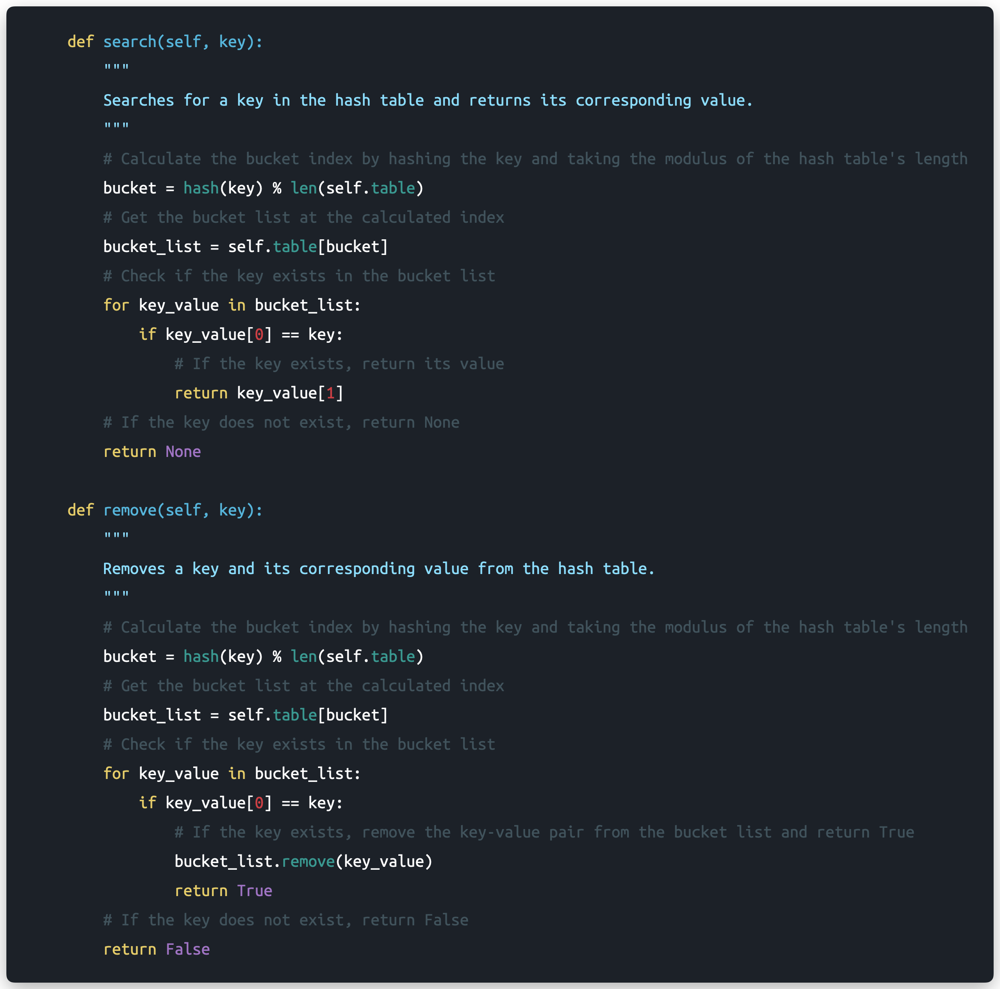 def search(self, key):
"""
Searches for a key in the hash table and returns its corresponding value.
"""
# Calculate the bucket index by hashing the key and taking the modulus of the hash table's length
bucket = hash(key) % len(self.table)
# Get the bucket list at the calculated index
bucket_list = self.table[bucket]
# Check if the key exists in the bucket list
for key_value in bucket_list:
if key_value[0] == key:
# If the key exists, return its value
return key_value[1]
# If the key does not exist, return None
return None
def remove(self, key):
"""
Removes a key and its corresponding value from the hash table.
"""
# Calculate the bucket index by hashing the key and taking the modulus of the hash table's length
bucket = hash(key) % len(self.table)
# Get the bucket list at the calculated index
bucket_list = self.table[bucket]
# Check if the key exists in the bucket list
for key_value in bucket_list:
if key_value[0] == key:
# If the key exists, remove the key-value pair from the bucket list and return True
bucket_list.remove(key_value)
return True
# If the key does not exist, return False
return False